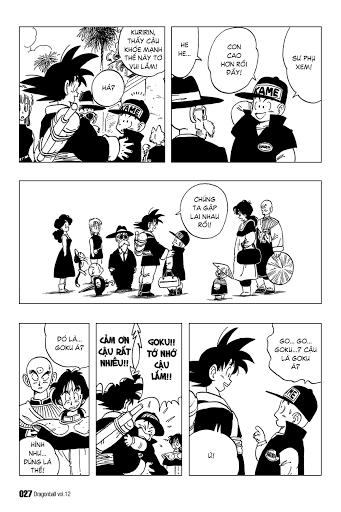 SƯ PHỤ
XEM!
CON
CAO
HƠN RỒI
ĐẤY!
HE
HE...
KAME
KURIRIN,
THẤY CẬU
KHỎE MẠNH
THẾ NÀY TỚ
VUI LẮM!
HẢ?
CHÚNG
TA GẶP
LẠI NHAU
RỒI!
GO... GO...
GOKU...? CẬU
LÀ GOKU
À?
Ừ!
GOKU!!
TỚ NHỚ
CẬU
LẮM!!
CẢM ƠN
CẬU RẤT
NHIỀU!!
ĐÓ LÀ...
GOKU À?
HÌNH
NHƯ...
ĐÚNG LÀ
THẾ!
027 Dragonball vol.12